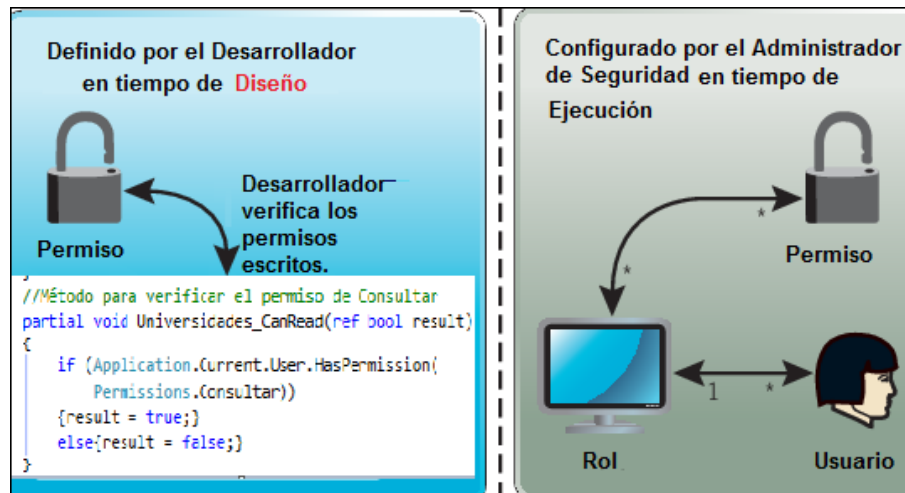 Definido por el Desarrollador
en tiempo de Diseño
Permiso
Desarrollador
verifica los
permisos
escritos.
}
//Método para verificar el permiso de Consultar
partial void Universidades_CanRead(ref bool result)
{
if (Application.Current.User.HasPermission(
Permissions.Consultar))
{result = true;}
else{result = false;}
}
Configurado por el Administrador
de Seguridad en tiempo de
Ejecución
*
Permiso
*
1 *
Rol
Usuario